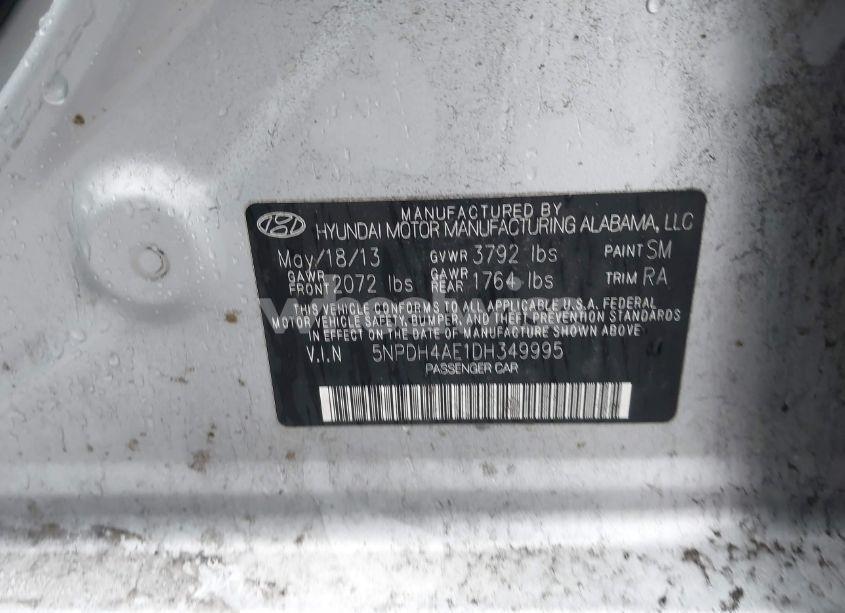 MANUFACTURED BY
HYUNDAI MOTOR MANUFACTURING ALABAMA, LLC
May/18/13 GVWR 3792 lbs PAINT SM
GAWR FRONT 2072 lbs GAWR REAR 1764 lbs TRIM RA
THIS VEHICLE CONFORMS TO ALL APPLICABLE U.S.A. FEDERAL
MOTOR VEHICLE SAFETY, BUMPER, AND THEFT PREVENTION STANDARDS
IN EFFECT ON THE DATE OF MANUFACTURE SHOWN ABOVE.
V.I.N 5NPDH4AE1DH349995
PASSENGER CAR